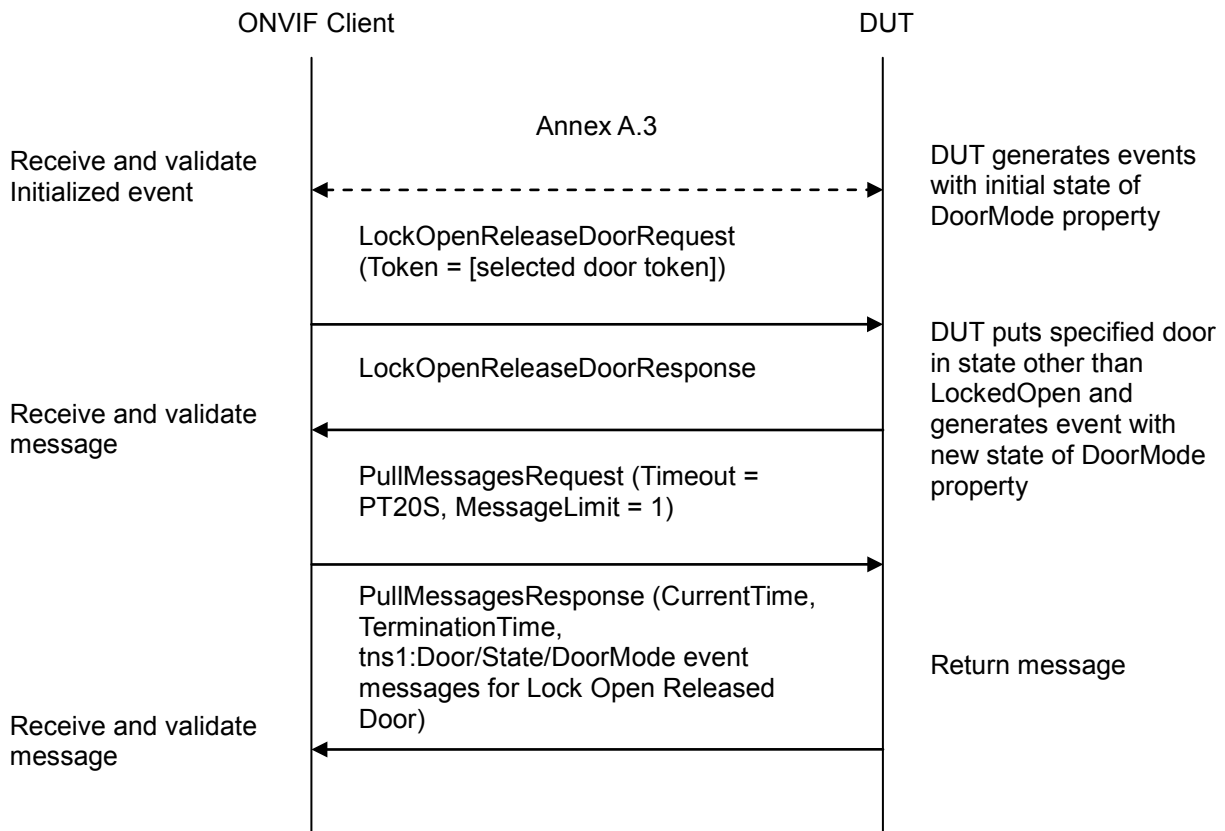 ONVIF Client
DUT
Annex A.3
Receive and validate
Initialized event
DUT generates events
with initial state of
DoorMode property
LockOpenReleaseDoorRequest
(Token = [selected door token])
DUT puts specified door
in state other than
LockedOpen and
generates event with
new state of DoorMode
property
LockOpenReleaseDoorResponse
Receive and validate
message
PullMessagesRequest (Timeout =
PT20S, MessageLimit = 1)
PullMessagesResponse (CurrentTime,
TerminationTime,
tns1:Door/State/DoorMode event
messages for Lock Open Released
Door)
Return message
Receive and validate
message